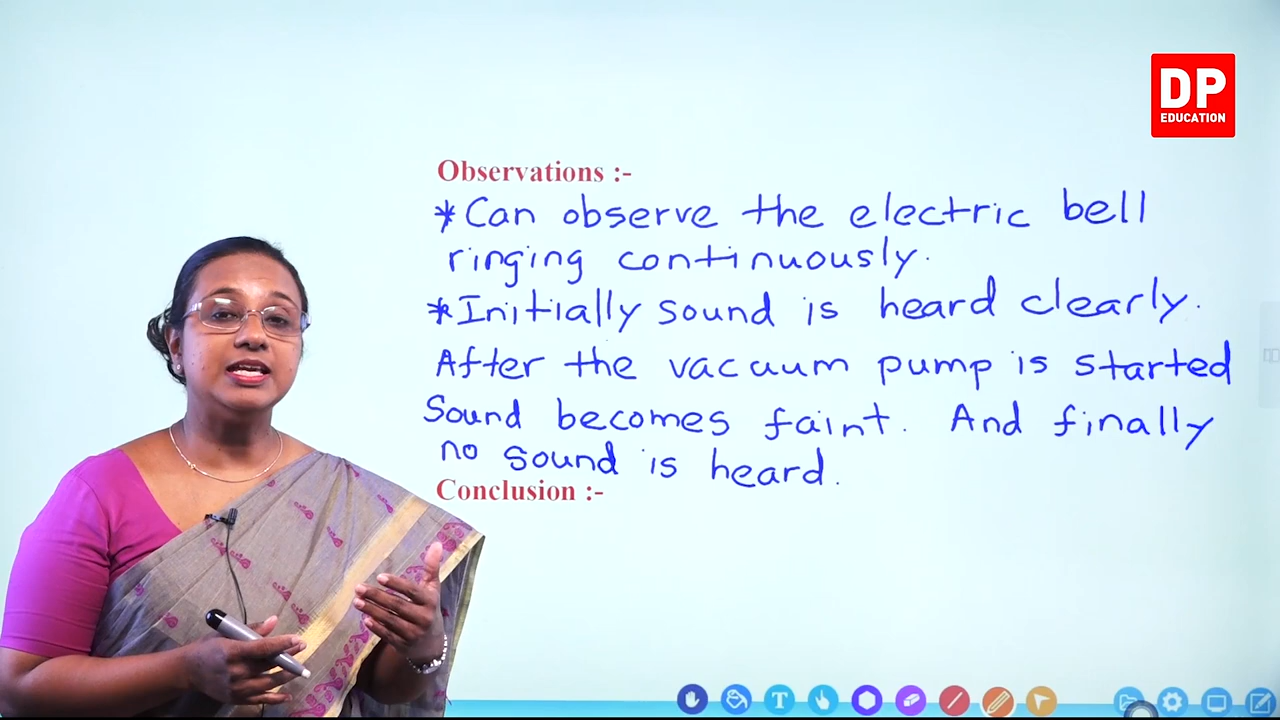 DP
EDUCATION
Observations :-
*Can observe the electric bell
ringing continuously.
*Initially sound is heard clearly.
After the vacuum pump is started
Sound becomes faint. And finally
no sound is heard.
Conclusion :-